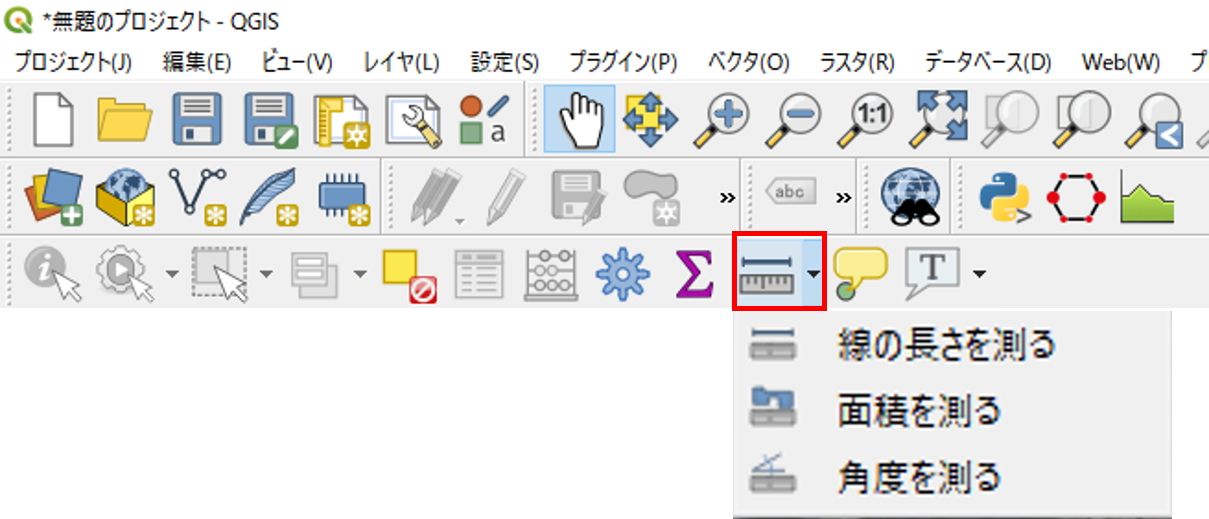 *無題のプロジェクト - QGIS
プロジェクト(J) 編集(E) ビュー(V) レイヤ(L) 設定(S) プラグイン(P) ベクタ(O) ラスタ(R) データベース(D) Web(W) プ
a 1:1
abc
T
線の長さを測る
面積を測る
角度を測る